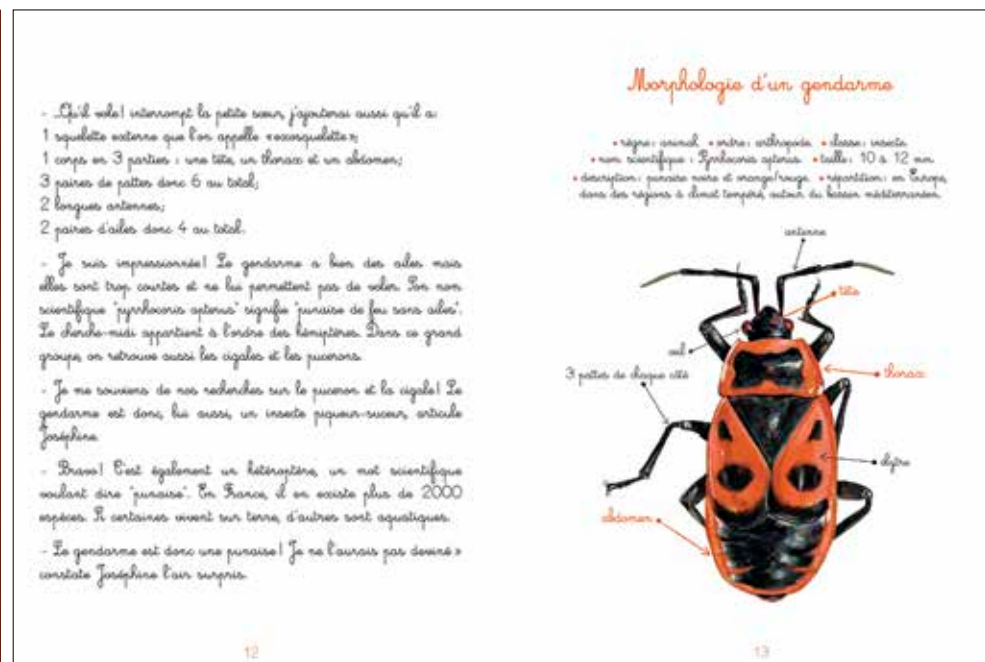 - ...Qu'il vole! interrompt la petite sœur, j'ajouterai aussi qu'il a:
1 squelette externe que l'on appelle «exosquelette»;
1 corps en 3 parties : une tête, un thorax et un abdomen;
3 paires de pattes donc 6 au total;
2 longues antennes;
2 paires d'ailes donc 4 au total.
- Je suis impressionnée! Le gendarme a bien des ailes mais
elles sont trop courtes et ne lui permettent pas de voler. Son nom
scientifique "pyrrhocoris apterus" signifie "punaise de feu sans ailes".
Le cherche-midi appartient à l'ordre des hémiptères. Dans ce grand
groupe, on retrouve aussi les cigales et les pucerons.
- Je me souviens de nos recherches sur le puceron et la cigale! Le
gendarme est donc, lui aussi, un insecte piqueur-suceur, articule
Joséphine.
- Bravo! C'est également un hétéroptère, un mot scientifique
voulant dire "punaise". En France, il en existe plus de 2000
espèces. Si certaines vivent sur terre, d'autres sont aquatiques.
- Le gendarme est donc une punaise! Je ne l'aurais pas deviné»
constate Joséphine l'air surpris.
12
Morphologie d'un gendarme
• règne : animal • ordre : arthropode • classe : insecte
• nom scientifique : Pyrrhocoris apterus • taille : 10 à 12 mm
• description : punaise noire et orange/rouge • répartition : en Europe,
dans des régions à climat tempéré, autour du bassin méditerranéen.
antenne
tête
œil
3 pattes de chaque côté
thorax
élytre
abdomen
13